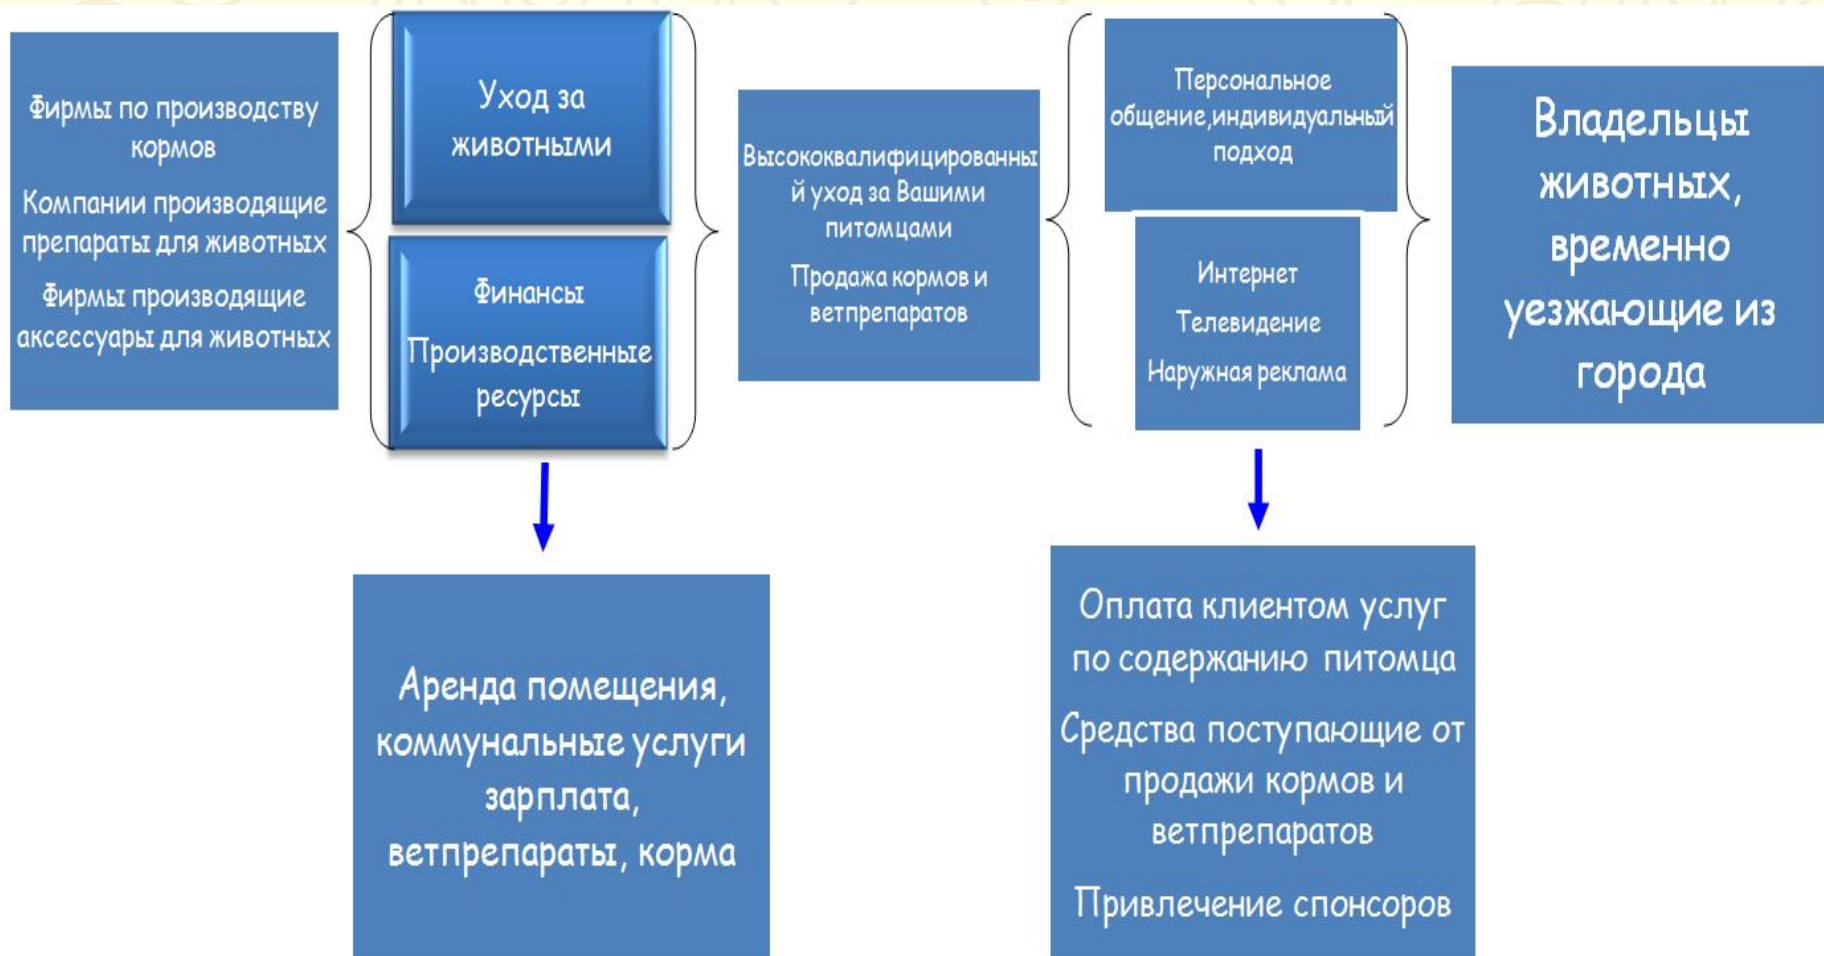 Фирмы по производству
кормов
Компании производящие
препараты для животных
Фирмы производящие
аксессуары для животных
Уход за
животными
Финансы
Производственные
ресурсы
Высококвалифицированны
й уход за Вашими
питомцами
Продажа кормов и
ветпрепаратов
Персональное
общение,индивидуальный
подход
Интернет
Телевидение
Наружная реклама
Владельцы
животных,
временно
уезжающие из
города
Аренда помещения,
коммунальные услуги
зарплата,
ветпрепараты, корма
Оплата клиентом услуг
по содержанию питомца
Средства поступающие от
продажи кормов и
ветпрепаратов
Привлечение спонсоров